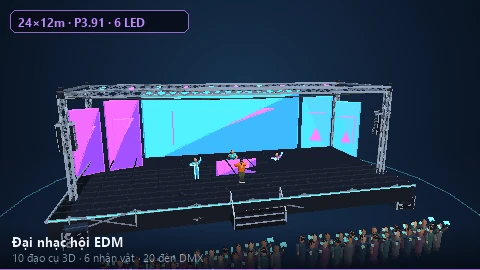 24×12m · P3.91 · 6 LED
Đại nhạc hội EDM
10 đạo cụ 3D · 6 nhân vật · 20 đèn DMX